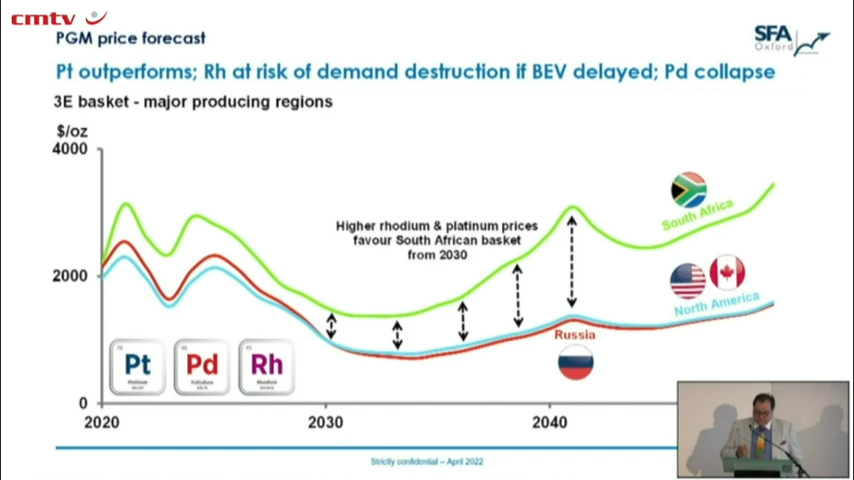 cmtv
PGM price forecast
SFA
Oxford
Pt outperforms; Rh at risk of demand destruction if BEV delayed; Pd collapse
3E basket - major producing regions
$/oz
4000
2000
0
Higher rhodium & platinum prices
favour South African basket
from 2030
South Africa
North America
Russia
Pt
Platinum
Pd
Palladium
Rh
Rhodium
2020
2030
2040
Strictly confidential – April 2022